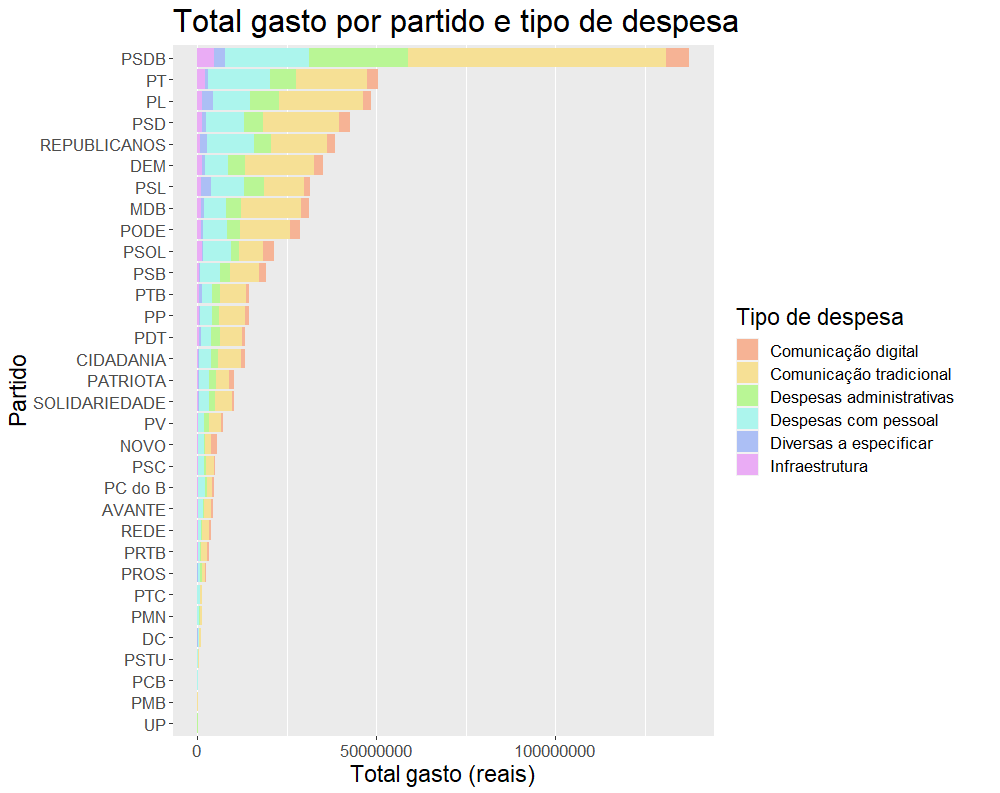 Total gasto por partido e tipo de despesa
Partido
PSDB
PT
PL
PSD
REPUBLICANOS
DEM
PSL
MDB
PODE
PSOL
PSB
PTB
PP
PDT
CIDADANIA
PATRIOTA
SOLIDARIEDADE
PV
NOVO
PSC
PC do B
AVANTE
REDE
PRTB
PROS
PTC
PMN
DC
PSTU
PCB
PMB
UP
0
50000000
100000000
Total gasto (reais)
Tipo de despesa
Comunicação digital
Comunicação tradicional
Despesas administrativas
Despesas com pessoal
Diversas a especificar
Infraestrutura